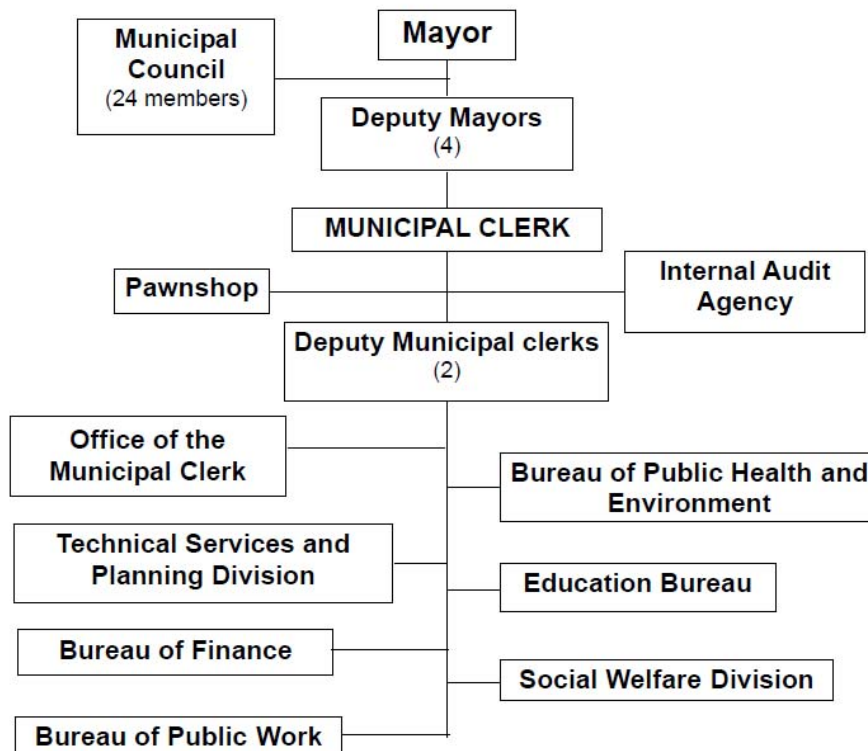 Mayor
Municipal
Council
(24 members)
Deputy Mayors
(4)
MUNICIPAL CLERK
Pawnshop
Internal Audit
Agency
Deputy Municipal clerks
(2)
Office of the
Municipal Clerk
Bureau of Public Health and
Environment
Technical Services and
Planning Division
Education Bureau
Bureau of Finance
Social Welfare Division
Bureau of Public Work